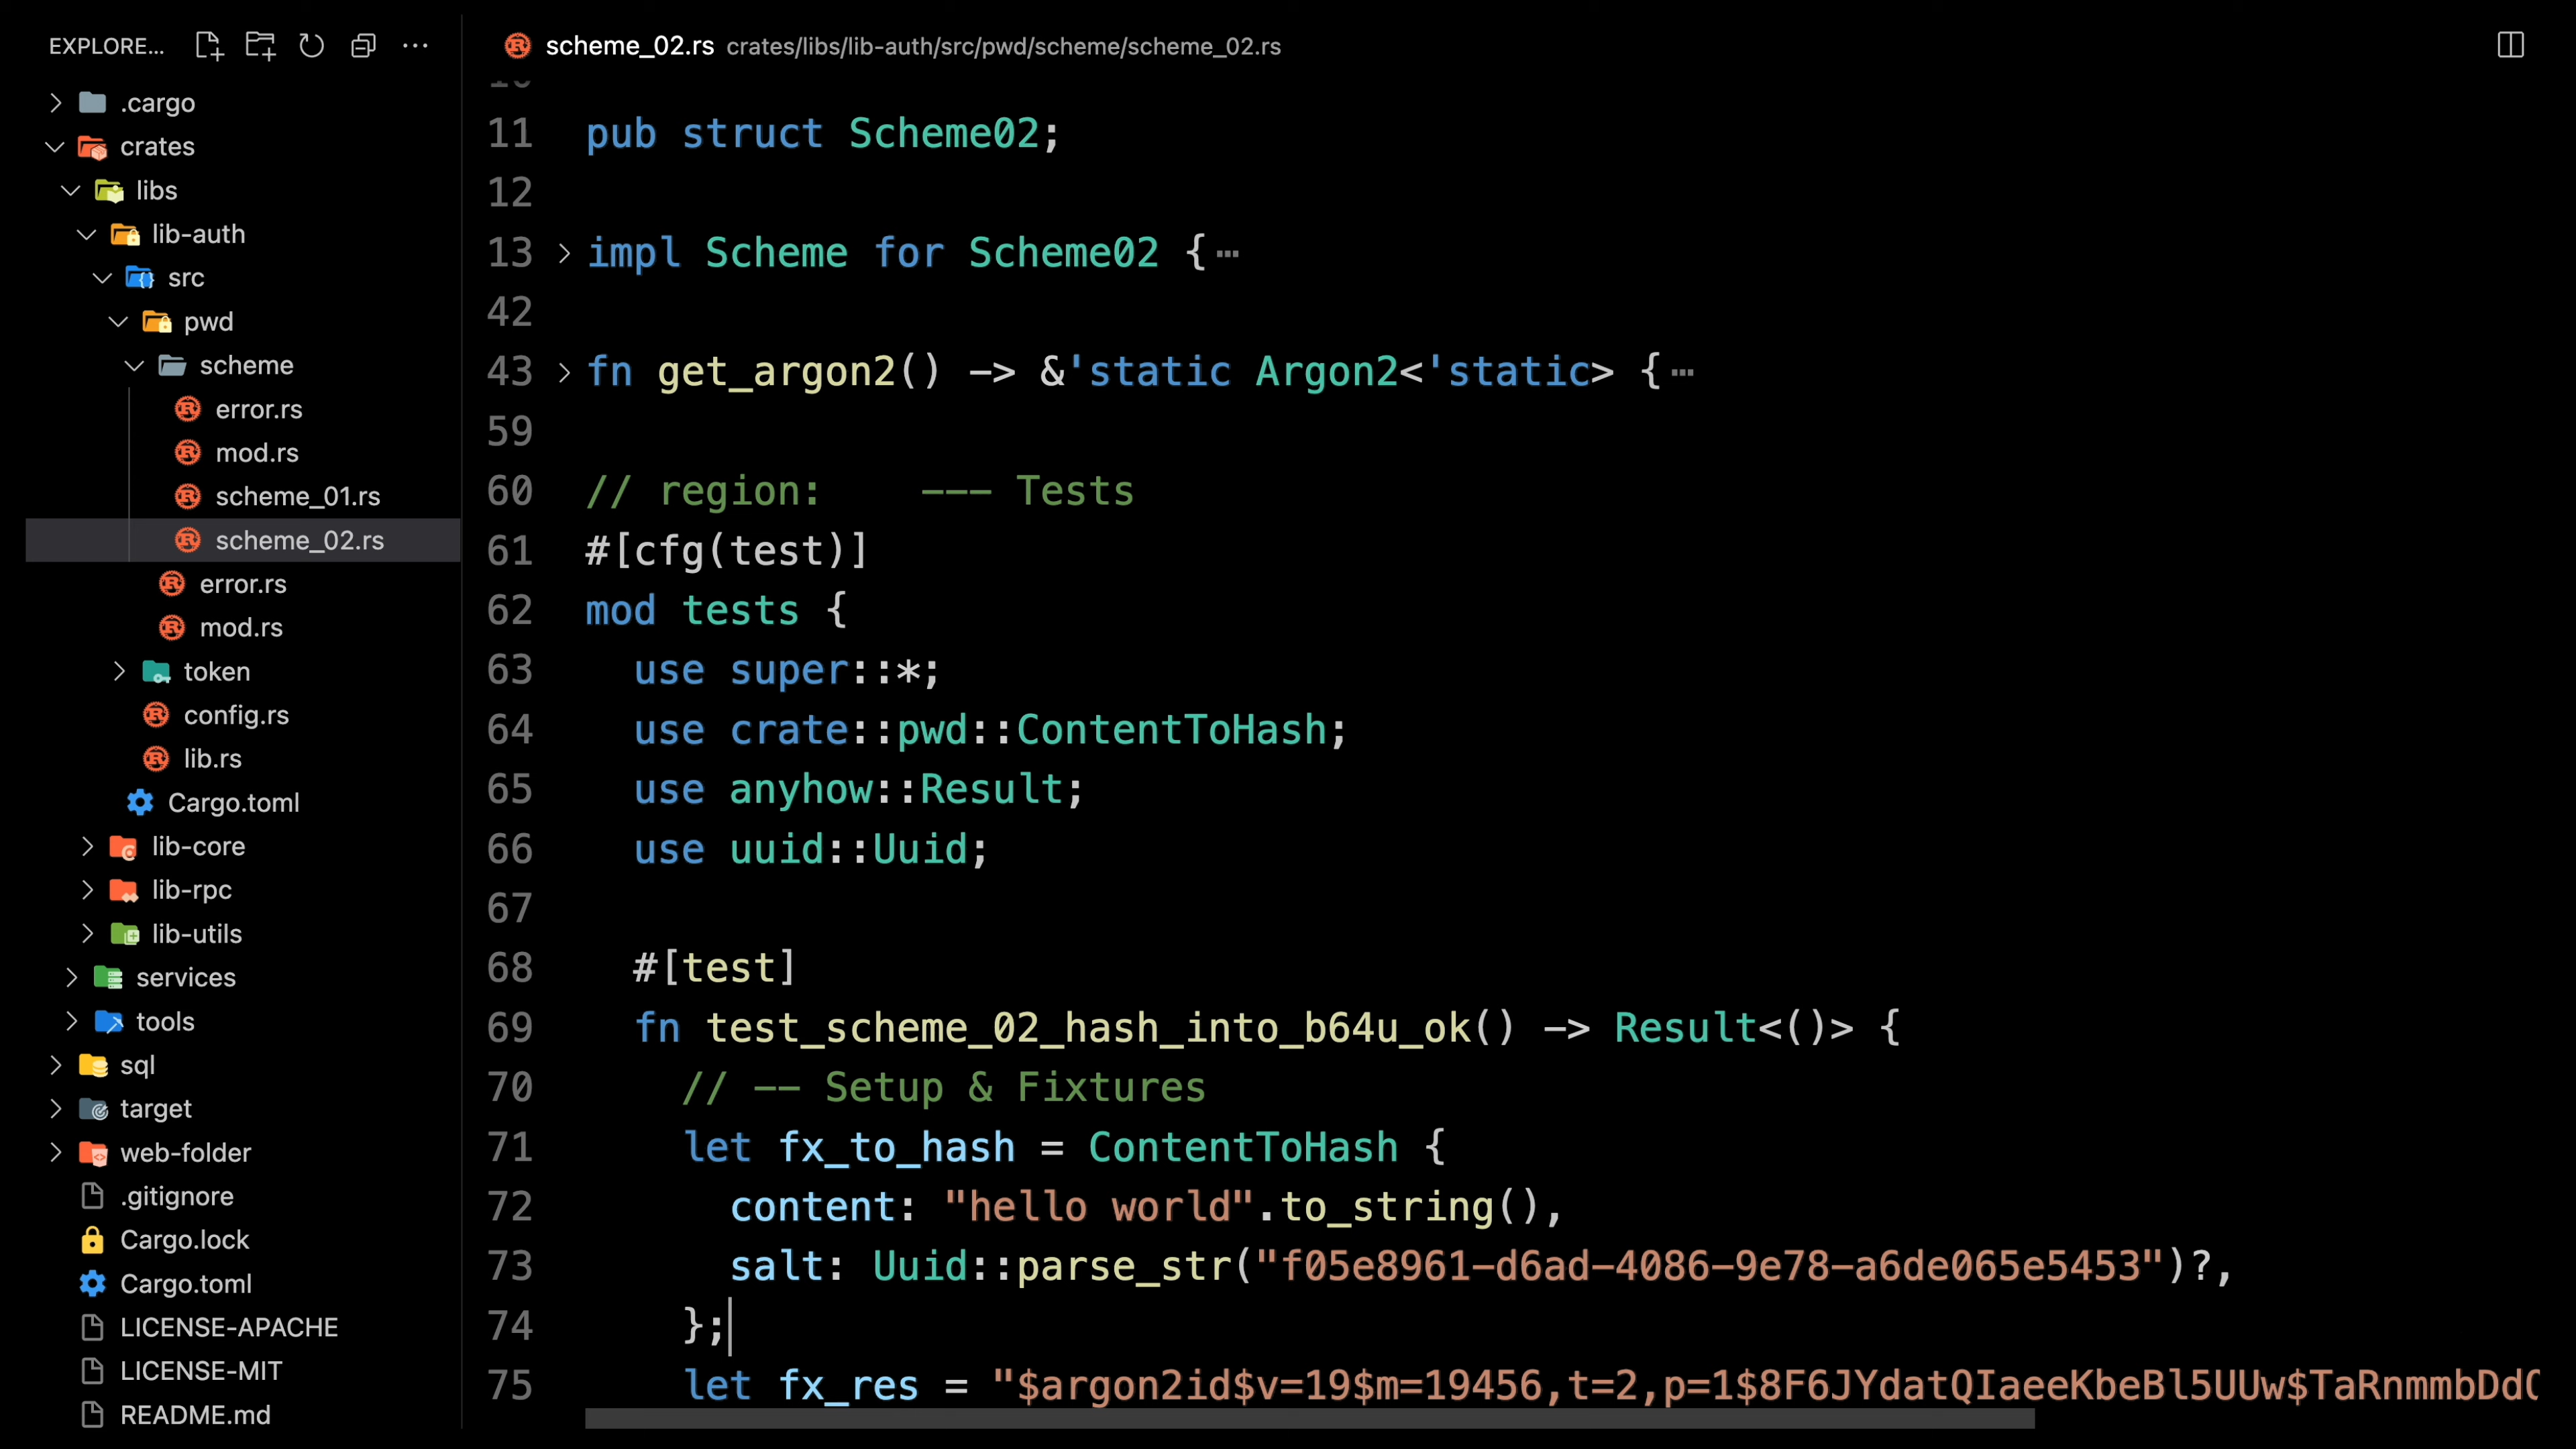 EXPLORE...
.cargo
crates
libs
lib-auth
src
pwd
scheme
error.rs
mod.rs
scheme_01.rs
scheme_02.rs
error.rs
mod.rs
token
config.rs
lib.rs
Cargo.toml
lib-core
lib-rpc
lib-utils
services
tools
sql
target
web-folder
.gitignore
Cargo.lock
Cargo.toml
LICENSE-APACHE
LICENSE-MIT
README.md
scheme_02.rs crates/libs/lib-auth/src/pwd/scheme/scheme_02.rs
11 pub struct Scheme02;
12
13 impl Scheme for Scheme02 {
42
43 fn get_argon2() -> &'static Argon2<'static> {
59
60 // region:    --- Tests
61 #[cfg(test)]
62 mod tests {
63 use super::*;
64 use crate::pwd::ContentToHash;
65 use anyhow::Result;
66 use uuid::Uuid;
67
68 #[test]
69 fn test_scheme_02_hash_into_b64u_ok() -> Result<()> {
70 // -- Setup & Fixtures
71 let fx_to_hash = ContentToHash {
72 content: "hello world".to_string(),
73 salt: Uuid::parse_str("f05e8961-d6ad-4086-9e78-a6de065e5453")?,
74 };
75 let fx_res = "$argon2id$v=19$m=19456,t=2,p=1$8F6JYdatQIaeeKbeBl5UUw$TaRnmmbDd